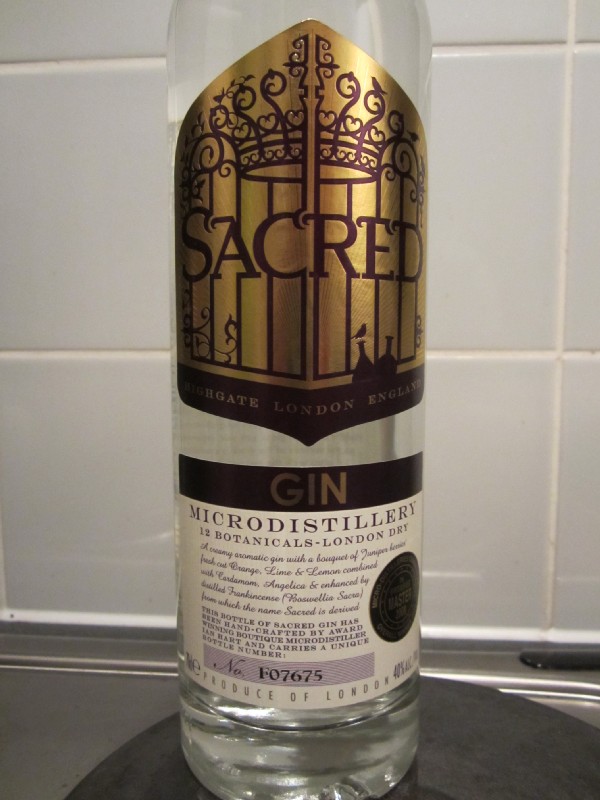 SACRED
HIGHGATE LONDON ENGLAND
GIN
MICRODISTILLERY
12 BOTANICALS-LONDON DRY
A creamy aromatic gin with a bouquet of Juniper berries
fresh cut Orange, Lime & Lemon combined
with Cardamom, Angelica & enhanced by
distilled Frankincense (Boswellia Sacra)
from which the name Sacred is derived
THIS BOTTLE OF SACRED GIN HAS
BEEN HAND-CRAFTED BY AWARD
WINNING BOUTIQUE MICRODISTILLER
IAN HART AND CARRIES A UNIQUE
BOTTLE NUMBER:
No. F07675
PRODUCE OF LONDON
40%
MASTER